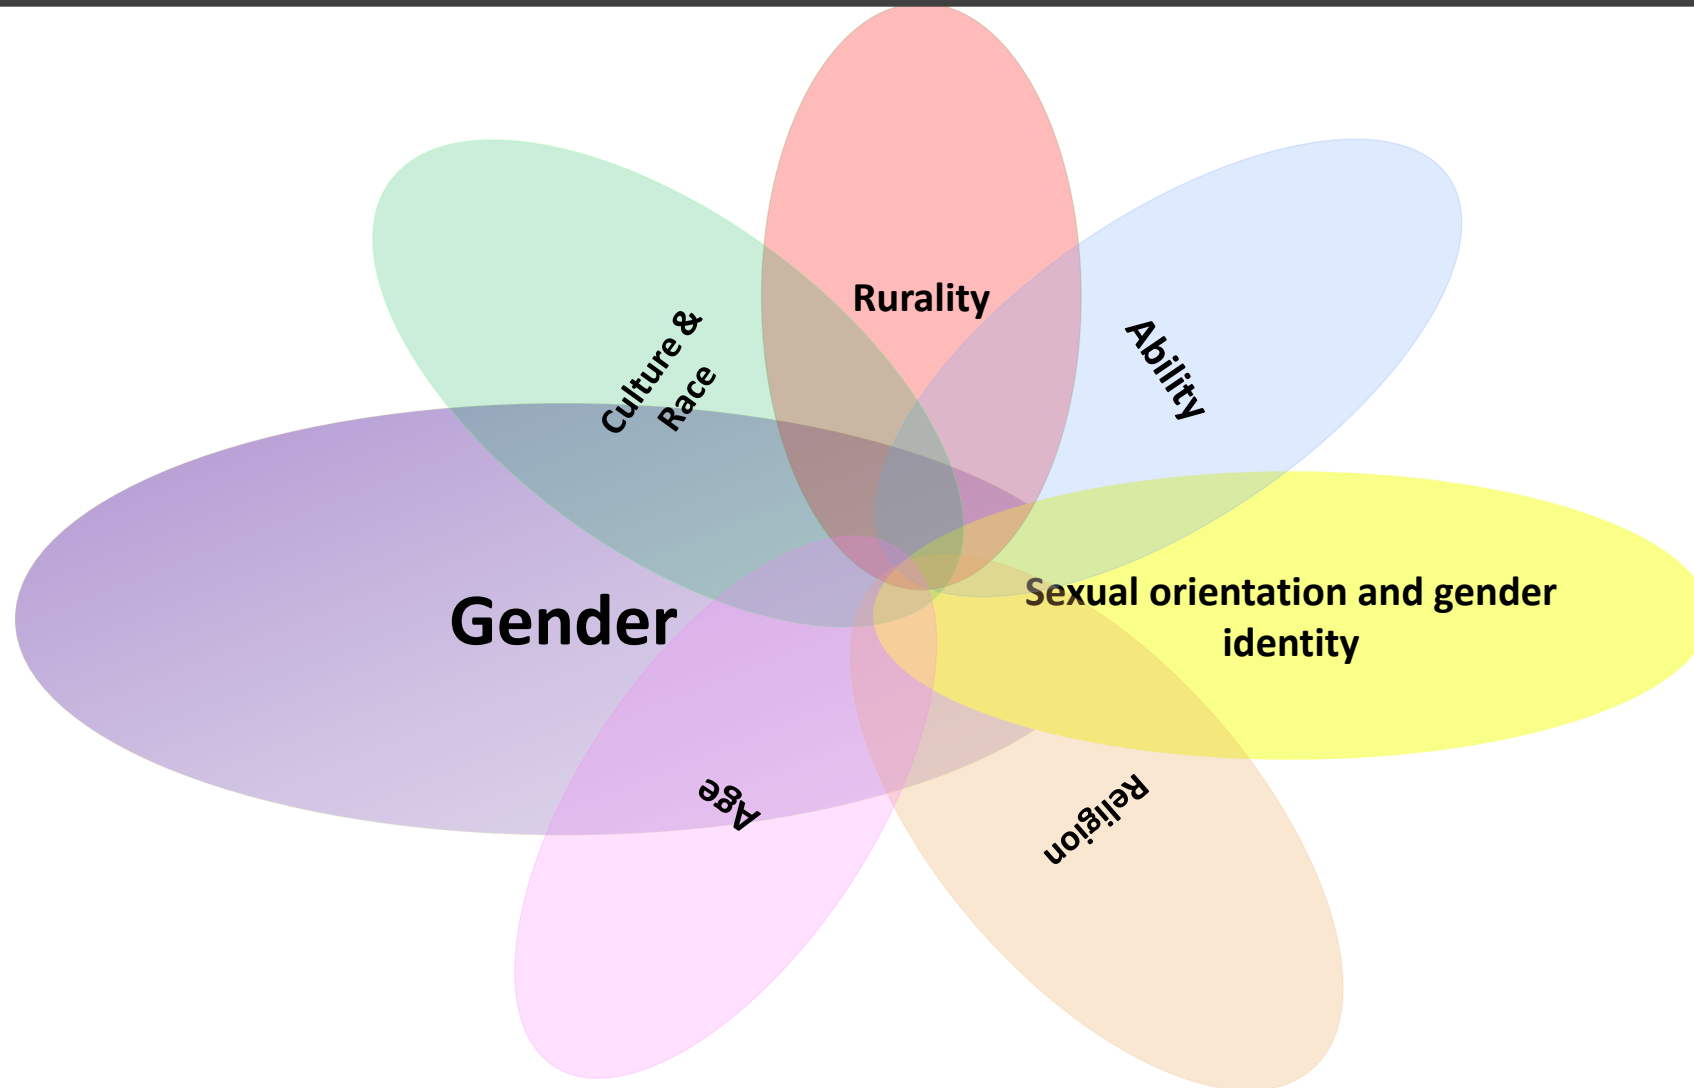 Rurality
Culture &
Race
Ability
Gender
Sexual orientation and gender
identity
Age
Religion